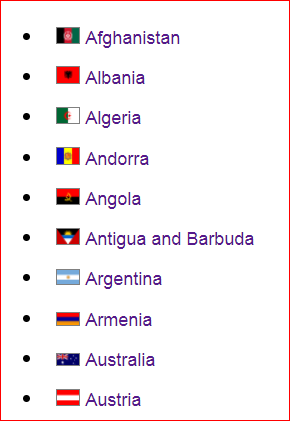 Afghanistan
Albania
Algeria
Andorra
Angola
Antigua and Barbuda
Argentina
Armenia
Australia
Austria